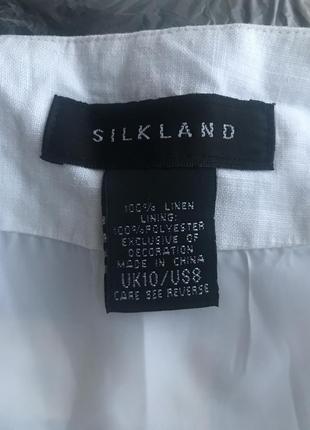 SILKLAND
100% LINEN
LINING:
100%POLYESTER
EXCLUSIVE OF
DECORATION
MADE IN CHINA
UK10/US8
CARE SEE REVERSE